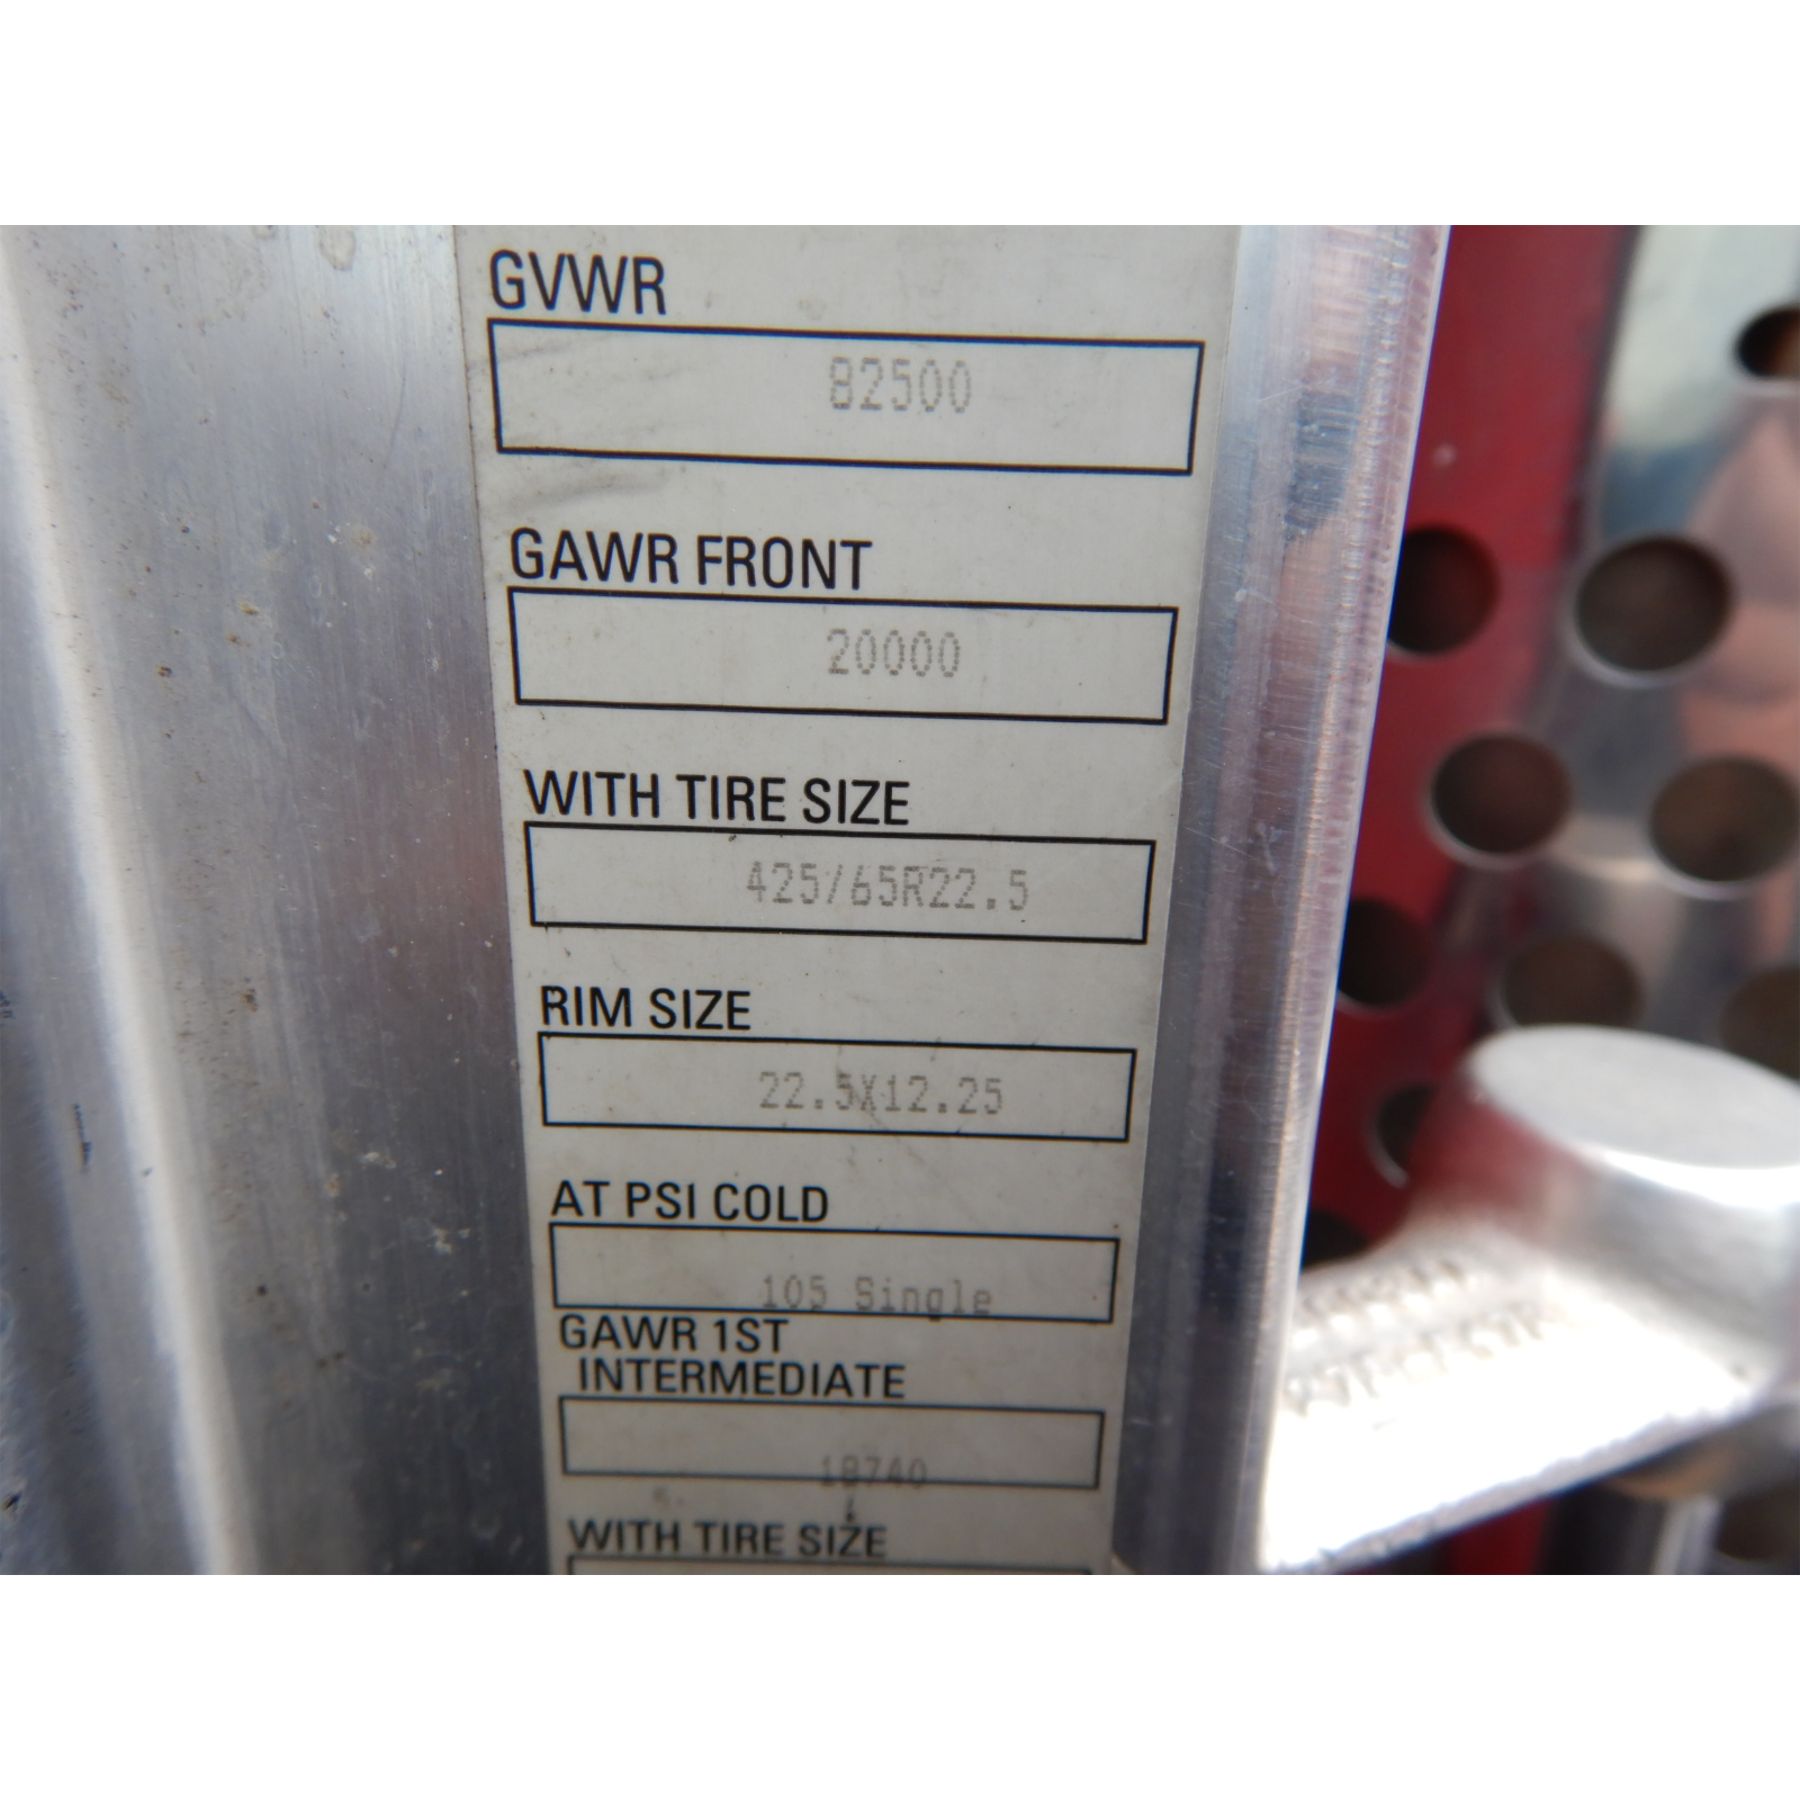 GVWR
82500
GAWR FRONT
20000
WITH TIRE SIZE
425/65R22.5
RIM SIZE
22.5X12.25
AT PSI COLD
105 Single
GAWR 1ST
INTERMEDIATE
18740
WITH TIRE SIZE